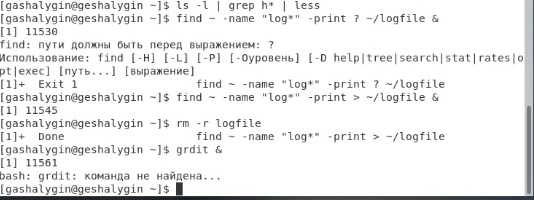 [gashalygin@geshalygin ~]$ ls -l | grep h* | less
[gashalygin@geshalygin ~]$ find ~ -name "log*" -print ? ~/logfile &
[1] 11530
find: пути должны быть перед выражением: ?
Использование: find [-H] [-L] [-P] [-Oуровень] [-D help|tree|search|stat|rates|o
pt|exec] [путь...] [выражение]
[1]+  Exit 1                  find ~ -name "log*" -print ? ~/logfile
[gashalygin@geshalygin ~]$ find ~ -name "log*" -print > ~/logfile &
[1] 11545
[gashalygin@geshalygin ~]$ rm -r logfile
[1]+  Done                    find ~ -name "log*" -print > ~/logfile
[gashalygin@geshalygin ~]$ grdit &
[1] 11561
bash: grdit: команда не найдена...
[gashalygin@geshalygin ~]$